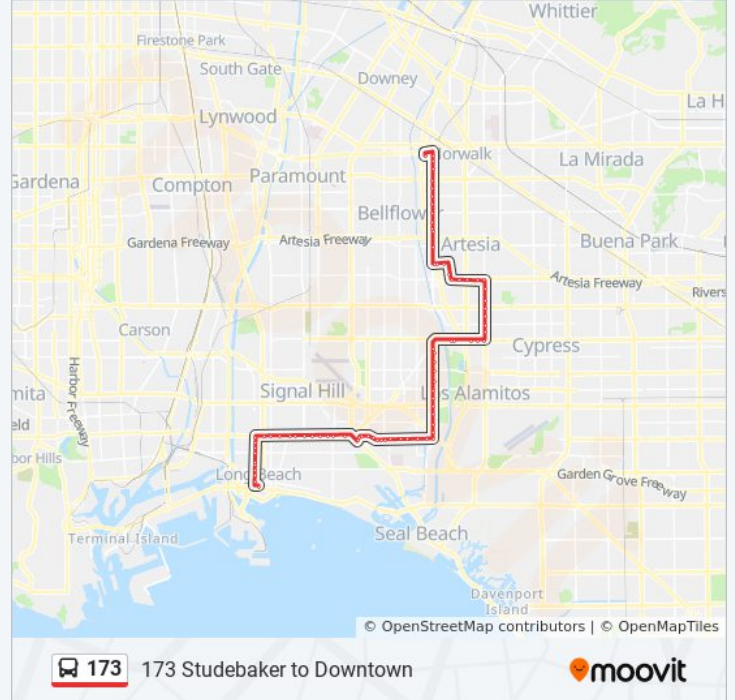 Whittier
Firestone Park
South Gate
Downey
Lynwood
La H
Norwalk
La Mirada
Gardena
Compton
Paramount
Bellflower
Gardena Freeway
Artesia Freeway
Artesia
Buena Park
Artesia Freeway
Rivers
Carson
Cypress
Harbor Freeway
mita
Signal Hill
Los Alamitos
eld
bor Hills
Long Beach
Garden Grove Freeway
Terminal Island
Seal Beach
Davenport
Island
© OpenStreetMap contributors | © OpenMapTiles
173 173 Studebaker to Downtown moovit